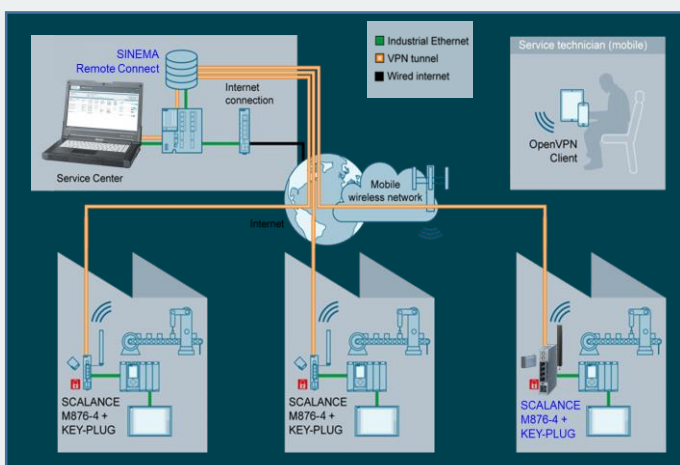 SINEMA
Remote Connect
Internet
connection
Service Center
Industrial Ethernet
VPN tunnel
Wired internet
Service technician (mobile)
OpenVPN
Client
Mobile
wireless network
Internet
SCALANCE
M876-4 +
KEY-PLUG
SCALANCE
M876-4 +
KEY-PLUG
SCALANCE
M876-4 +
KEY-PLUG